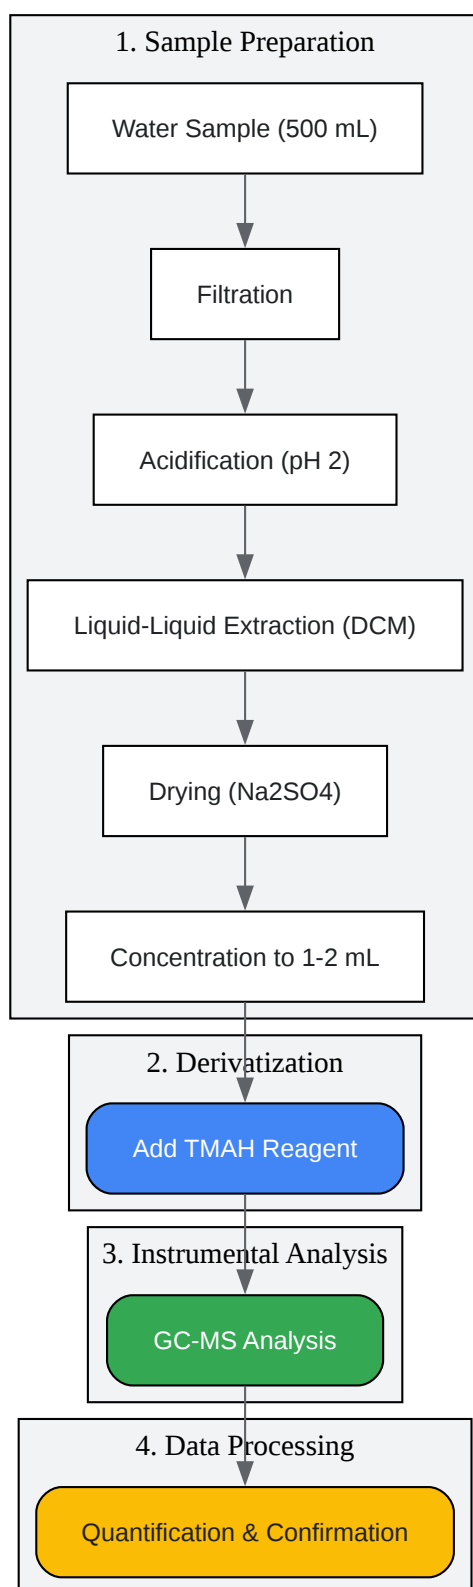 1. Sample Preparation
Water Sample (500 mL)
Filtration
Acidification (pH 2)
Liquid-Liquid Extraction (DCM)
Drying (Na2SO4)
Concentration to 1-2 mL
2. Derivatization
Add TMAH Reagent
3. Instrumental Analysis
GC-MS Analysis
4. Data Processing
Quantification & Confirmation